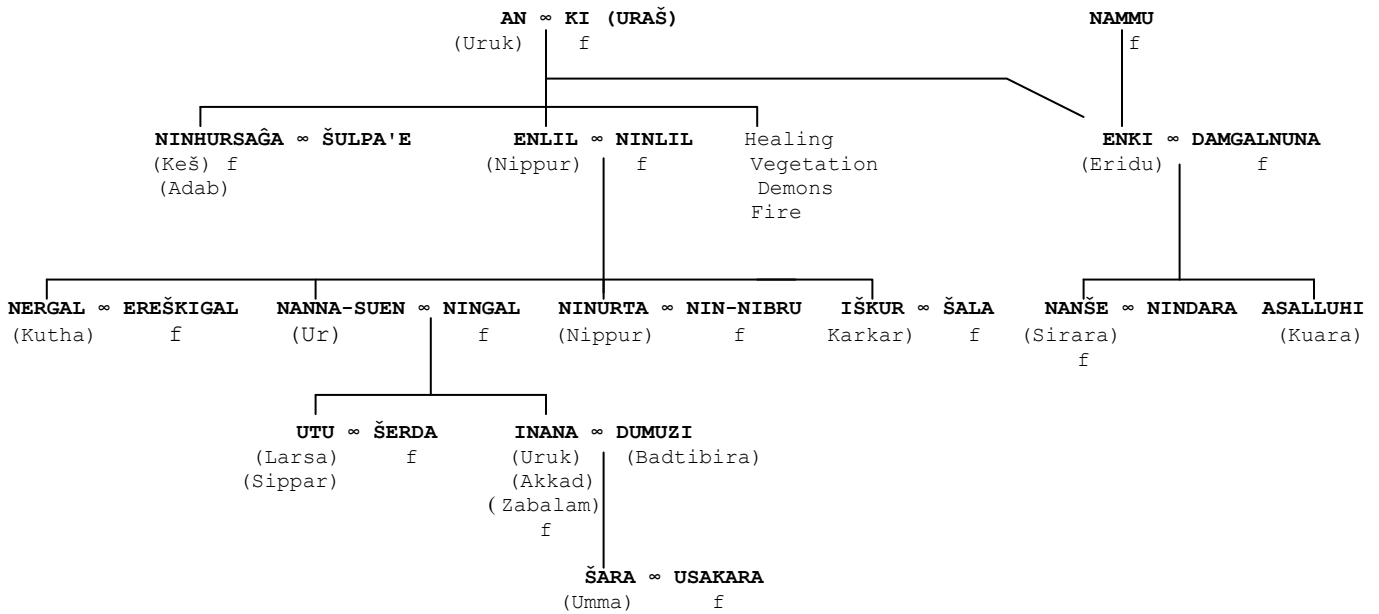 AN ∞ KI (URAŠ) NAMMU
(Uruk) f f
NINHURSAĜA ∞ ŠULPA'E ENLIL ∞ NINLIL Healing ENKI ∞ DAMGALNUNA
(Keš) f (Nippur) f Vegetation (Eridu) f
(Adab) Demons
Fire
NERGAL ∞ EREŠKIGAL NANNA-SUEN ∞ NINGAL NINURTA ∞ NIN-NIBRU IŠKUR ∞ ŠALA NANŠE ∞ NINDARA ASALLUHI
(Kutha) f (Ur) f (Nippur) f Karkar) f (Sirara) (Kuara)
f
UTU ∞ ŠERDA INANA ∞ DUMUZI
(Larsa) f (Uruk) (Badtibira)
(Sippar) (Akkad)
(Zabalam)
f
ŠARA ∞ USAKARA
(Umma) f